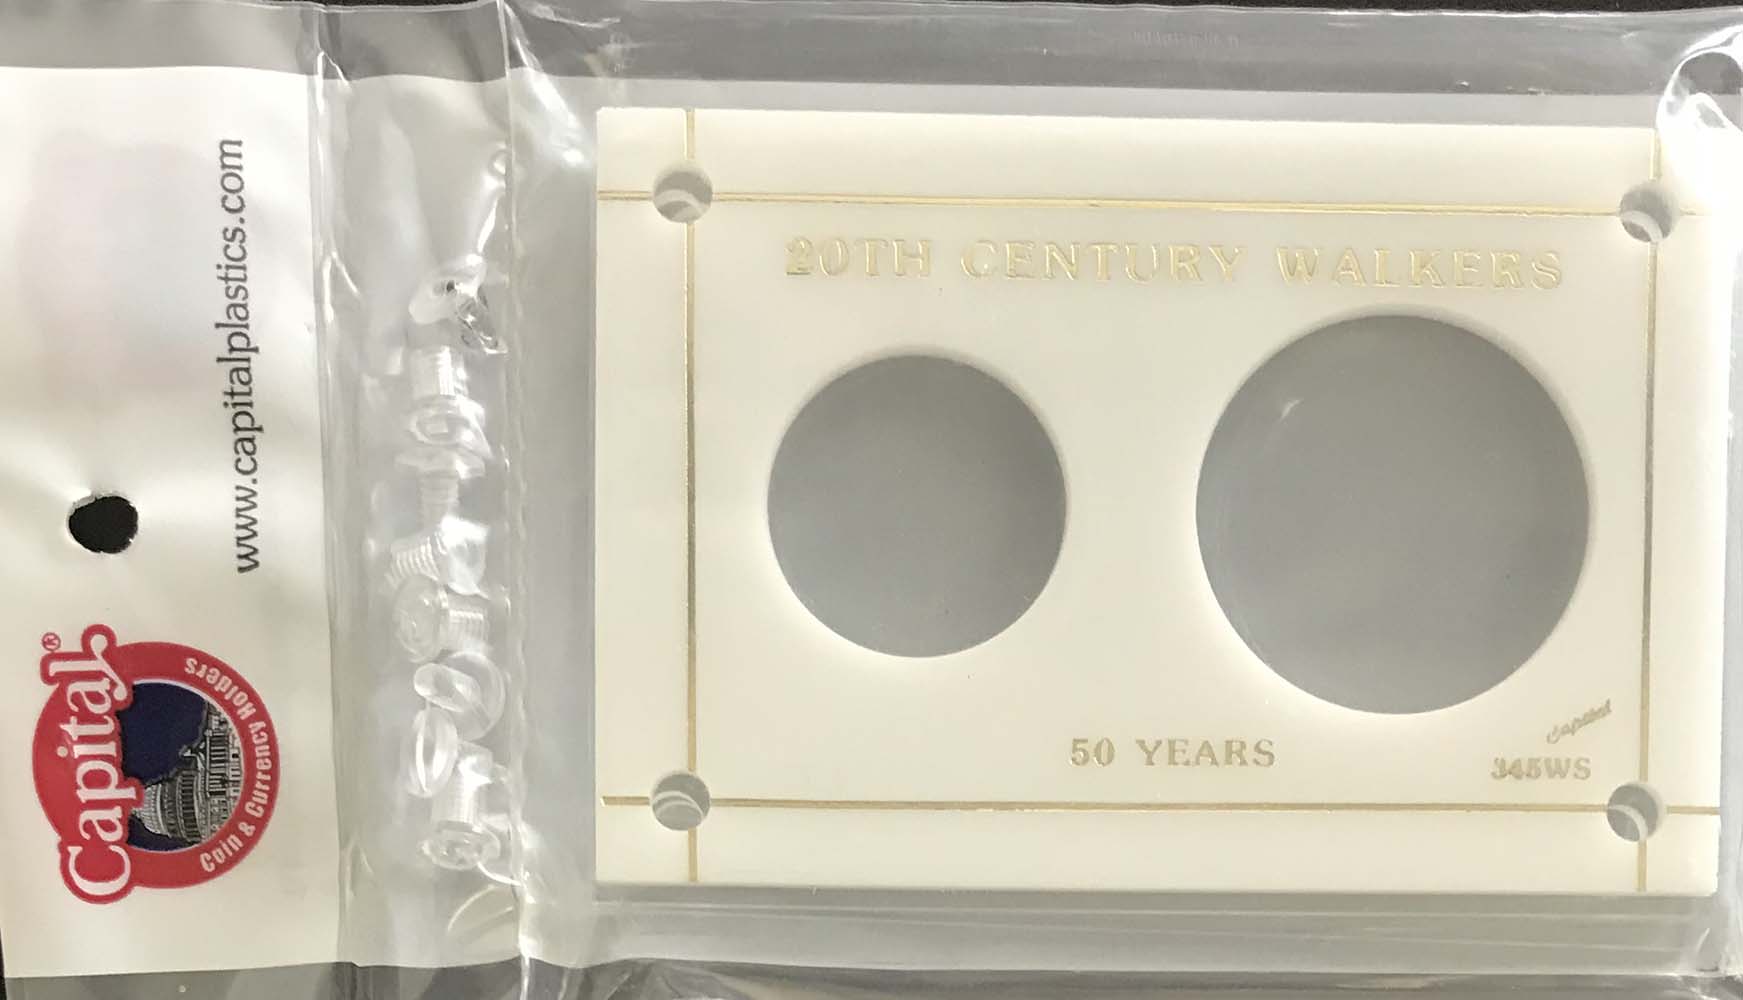 www.capitalplastics.com
Capital®
Coin & Currency Holders
20TH CENTURY WALKERS
50 YEARS
Capital
345WS